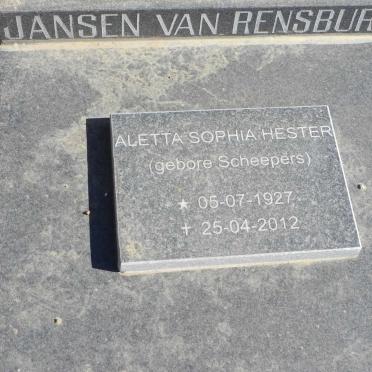 JANSEN VAN RENSBUR
ALETTA SOPHIA HESTER
(gebore Scheepers)
★ 05-07-1927
✝ 25-04-2012